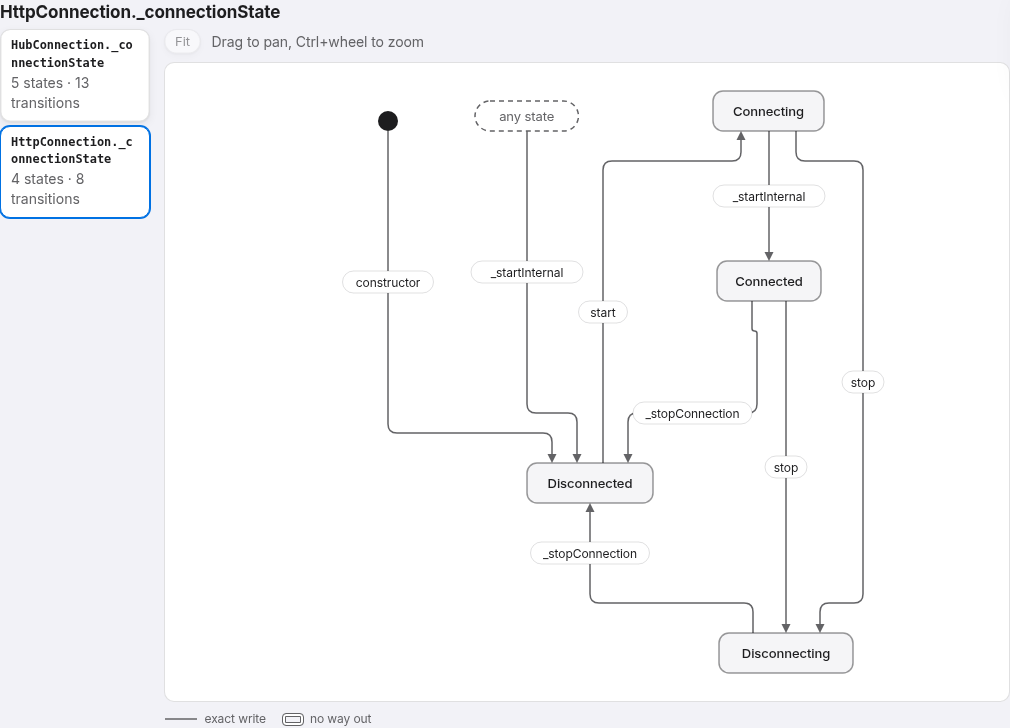 HttpConnection._connectionState
HubConnection._co
nnectionState
5 states · 13
transitions
HttpConnection._c
onnectionState
4 states · 8
transitions
Fit
Drag to pan, Ctrl+wheel to zoom
any state
Connecting
_startInternal
_startInternal
constructor
Connected
start
stop
_stopConnection
stop
Disconnected
_stopConnection
Disconnecting
exact write
no way out